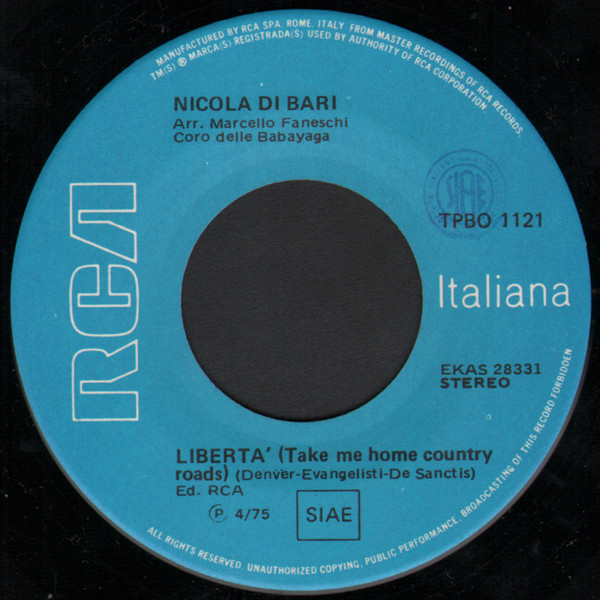 MANUFACTURED BY RCA SPA. ROME, ITALY, FROM MASTER RECORDINGS OF RCA RECORDS.
TM(S) ® MARCA(S) REGISTRADA(S) USED BY AUTHORITY OF RCA CORPORATION.
NICOLA DI BARI
Arr. Marcello Faneschi
Coro delle Babayaga
SIAE
TPBO 1121
RCA
Italiana
EKAS 28331
STEREO
LIBERTA' (Take me home country
roads) (Denver-Evangelisti-De Sanctis)
Ed. RCA
Ⓟ 4/75 SIAE
ALL RIGHTS RESERVED. UNAUTHORIZED COPYING, PUBLIC PERFORMANCE, BROADCASTING OF THIS RECORD FORBIDDEN